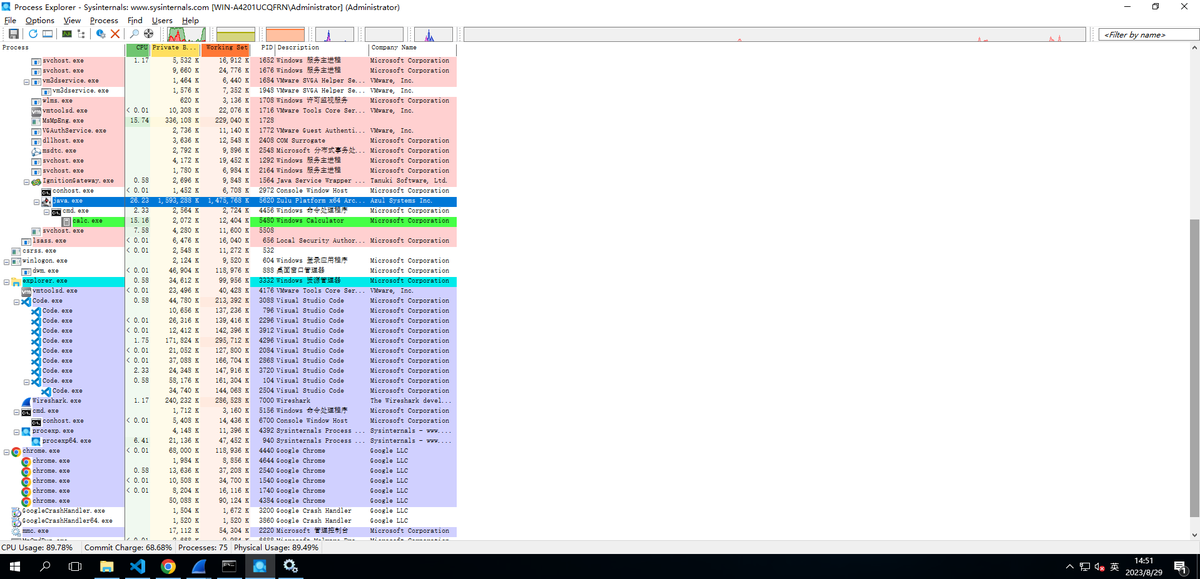 Process Explorer - Sysinternals: www.sysinternals.com [WIN-A4201UCQFRN\Administrator] (Administrator)
File Options View Process Find Users Help
<Filter by name>
Process CPU Private B... Working Set PID Description Company Name
svchost.exe 1.17 5,532 K 16,912 K 1652 Windows 服务主进程 Microsoft Corporation
svchost.exe 9,660 K 24,776 K 1676 Windows 服务主进程 Microsoft Corporation
vm3dservice.exe 1,464 K 6,440 K 1684 VMware SVGA Helper Se... VMware, Inc.
vm3dservice.exe 1,576 K 7,352 K 1948 VMware SVGA Helper Se... VMware, Inc.
wlms.exe 620 K 3,136 K 1708 Windows 许可监视服务 Microsoft Corporation
vmtoolsd.exe < 0.01 10,308 K 22,076 K 1716 VMware Tools Core Ser... VMware, Inc.
MsMpEng.exe 15.74 336,108 K 229,040 K 1728
VGAuthService.exe 2,736 K 11,140 K 1772 VMware Guest Authenti... VMware, Inc.
dllhost.exe 3,636 K 12,548 K 2408 COM Surrogate Microsoft Corporation
msdtc.exe 2,792 K 9,896 K 2548 Microsoft 分布式事务处... Microsoft Corporation
svchost.exe 4,172 K 19,452 K 1292 Windows 服务主进程 Microsoft Corporation
svchost.exe 1,780 K 6,984 K 2164 Windows 服务主进程 Microsoft Corporation
IgnitionGateway.exe 0.58 2,696 K 9,848 K 1564 Java Service Wrapper ... Tanuki Software, Ltd.
conhost.exe < 0.01 1,452 K 6,708 K 2972 Console Window Host Microsoft Corporation
java.exe 26.23 1,593,288 K 1,475,768 K 5620 Zulu Platform x64 Arc... Azul Systems Inc.
cmd.exe 2.33 2,564 K 2,724 K 4456 Windows 命令处理程序 Microsoft Corporation
calc.exe 15.16 2,072 K 12,404 K 5480 Windows Calculator Microsoft Corporation
svchost.exe 7.58 4,280 K 11,600 K 5508
lsass.exe < 0.01 6,476 K 16,040 K 656 Local Security Author... Microsoft Corporation
csrss.exe < 0.01 2,548 K 11,272 K 532
winlogon.exe 2,124 K 9,520 K 604 Windows 登录应用程序 Microsoft Corporation
dwm.exe < 0.01 46,904 K 118,976 K 888 桌面窗口管理器 Microsoft Corporation
explorer.exe 0.58 34,612 K 99,956 K 3332 Windows 资源管理器 Microsoft Corporation
vmtoolsd.exe < 0.01 23,496 K 40,428 K 4176 VMware Tools Core Ser... VMware, Inc.
Code.exe 0.58 44,780 K 213,392 K 3088 Visual Studio Code Microsoft Corporation
Code.exe 10,656 K 137,236 K 796 Visual Studio Code Microsoft Corporation
Code.exe < 0.01 26,316 K 139,416 K 2296 Visual Studio Code Microsoft Corporation
Code.exe < 0.01 12,412 K 142,396 K 3912 Visual Studio Code Microsoft Corporation
Code.exe 1.75 171,824 K 295,712 K 4296 Visual Studio Code Microsoft Corporation
Code.exe < 0.01 21,052 K 127,800 K 2084 Visual Studio Code Microsoft Corporation
Code.exe < 0.01 37,088 K 166,704 K 2868 Visual Studio Code Microsoft Corporation
Code.exe 2.33 24,348 K 147,916 K 3720 Visual Studio Code Microsoft Corporation
Code.exe 0.58 58,176 K 161,304 K 104 Visual Studio Code Microsoft Corporation
Code.exe 34,740 K 144,068 K 2504 Visual Studio Code Microsoft Corporation
Wireshark.exe 1.17 240,232 K 286,528 K 7000 Wireshark The Wireshark devel...
cmd.exe 1,712 K 3,160 K 5156 Windows 命令处理程序 Microsoft Corporation
conhost.exe < 0.01 5,408 K 14,436 K 6700 Console Window Host Microsoft Corporation
procexp.exe 4,148 K 11,396 K 4392 Sysinternals Process ... Sysinternals - www....
procexp64.exe 6.41 21,136 K 47,452 K 940 Sysinternals Process ... Sysinternals - www....
chrome.exe < 0.01 68,000 K 118,936 K 4440 Google Chrome Google LLC
chrome.exe 1,984 K 8,856 K 4644 Google Chrome Google LLC
chrome.exe 0.58 13,636 K 37,208 K 2540 Google Chrome Google LLC
chrome.exe < 0.01 10,508 K 34,700 K 1540 Google Chrome Google LLC
chrome.exe < 0.01 8,204 K 16,116 K 1740 Google Chrome Google LLC
chrome.exe 50,088 K 90,124 K 4384 Google Chrome Google LLC
GoogleCrashHandler.exe 1,504 K 1,672 K 3200 Google Crash Handler Google LLC
GoogleCrashHandler64.exe 1,520 K 1,520 K 3860 Google Crash Handler Google LLC
mmc.exe 17,112 K 54,304 K 2220 Microsoft 管理控制台 Microsoft Corporation
CPU Usage: 89.78% Commit Charge: 68.68% Processes: 75 Physical Usage: 89.49%
英
14:51
2023/8/29
1